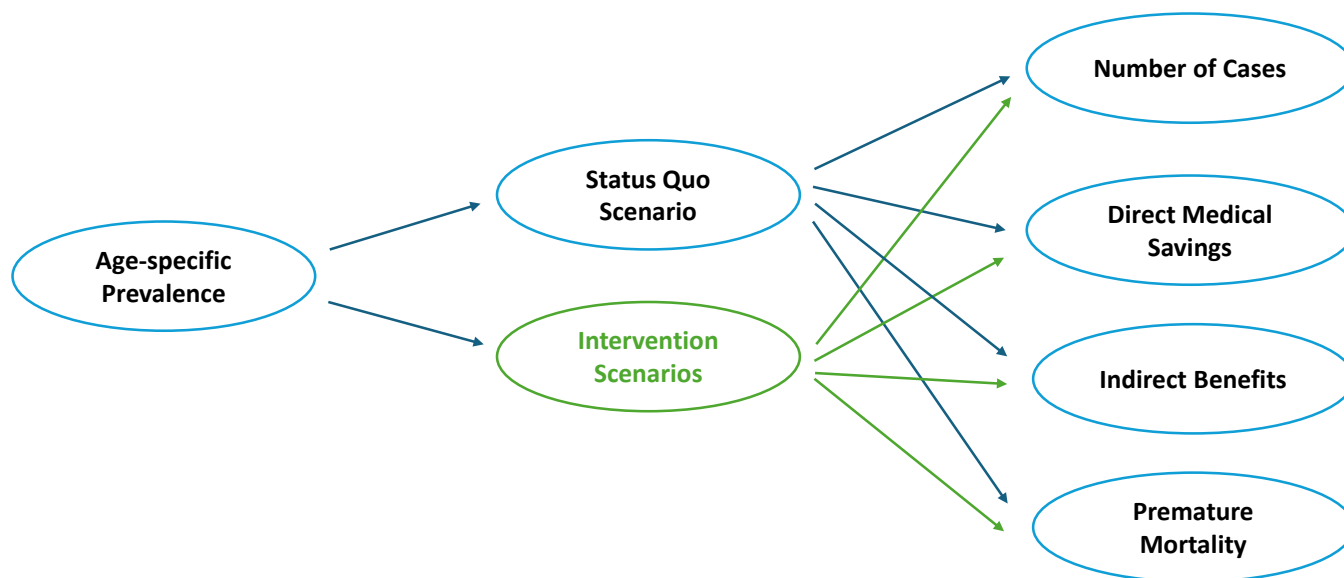 Age-specific
Prevalence
Status Quo
Scenario
Intervention
Scenarios
Number of Cases
Direct Medical
Savings
Indirect Benefits
Premature
Mortality